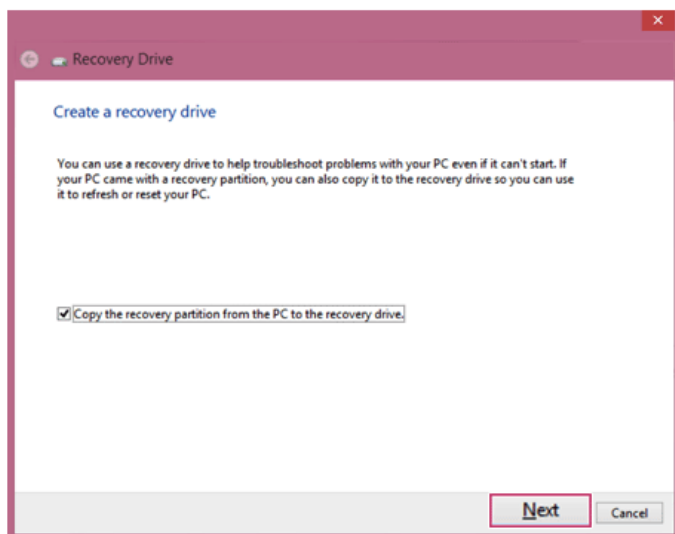 Recovery Drive
Create a recovery drive
You can use a recovery drive to help troubleshoot problems with your PC even if it can't start. If
your PC came with a recovery partition, you can also copy it to the recovery drive so you can use
it to refresh or reset your PC.
Copy the recovery partition from the PC to the recovery drive.
Next
Cancel